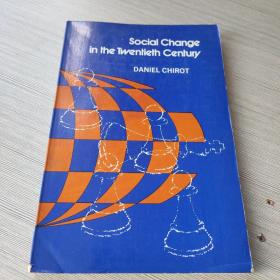 Social Change
in the Twentieth Century
DANIEL CHIROT